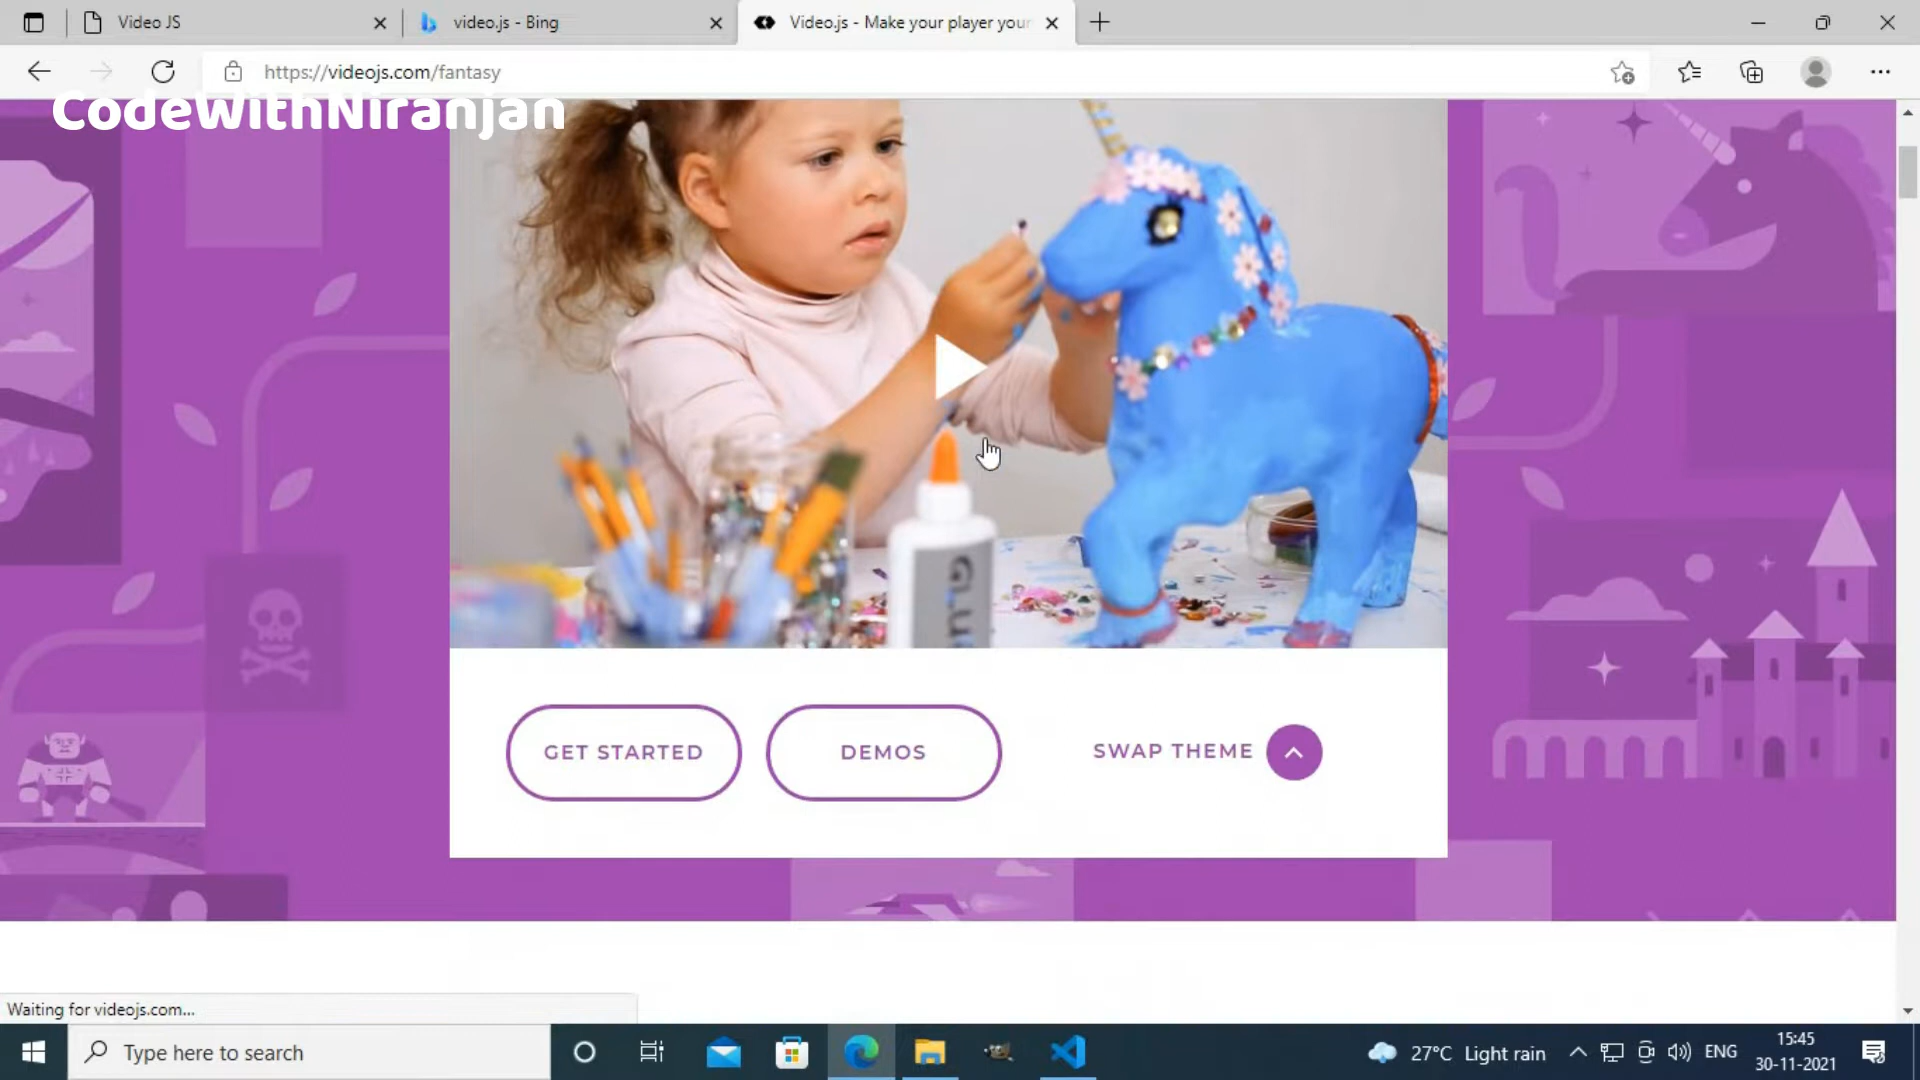 Video JS
video.js - Bing
Video.js - Make your player your
https://videojs.com/fantasy
CodeWithNiranjan
GLU
GET STARTED
DEMOS
SWAP THEME
Waiting for videojs.com...
Type here to search
27°C Light rain
ENG
15:45
30-11-2021